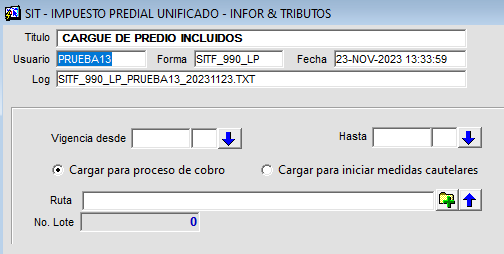 SIT - IMPUESTO PREDIAL UNIFICADO - INFOR & TRIBUTOS
Titulo CARGUE DE PREDIO INCLUIDOS
Usuario PRUEBA13 Forma SITF_990_LP Fecha 23-NOV-2023 13:33:59
Log SITF_990_LP_PRUEBA13_20231123.TXT
Vigencia desde Hasta
Cargar para proceso de cobro Cargar para iniciar medidas cautelares
Ruta
No. Lote 0